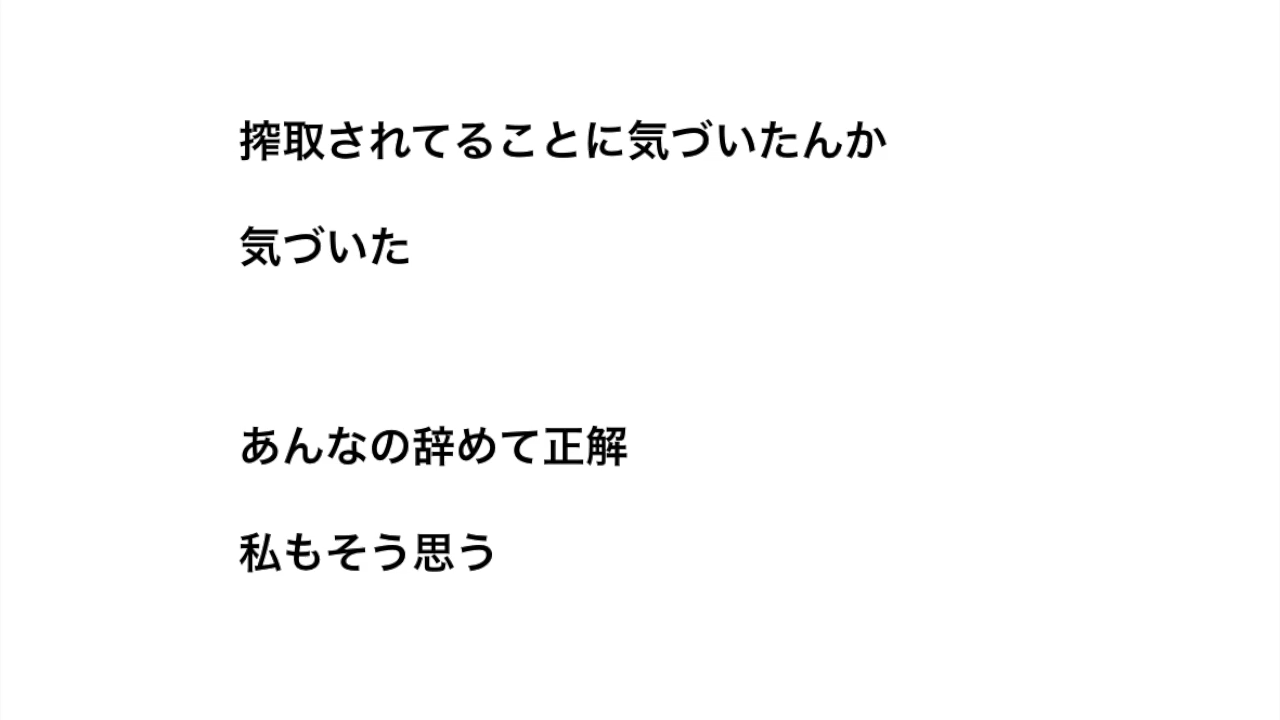 搾取されてることに気づいたんか
気づいた
あんなの辞めて正解
私もそう思う